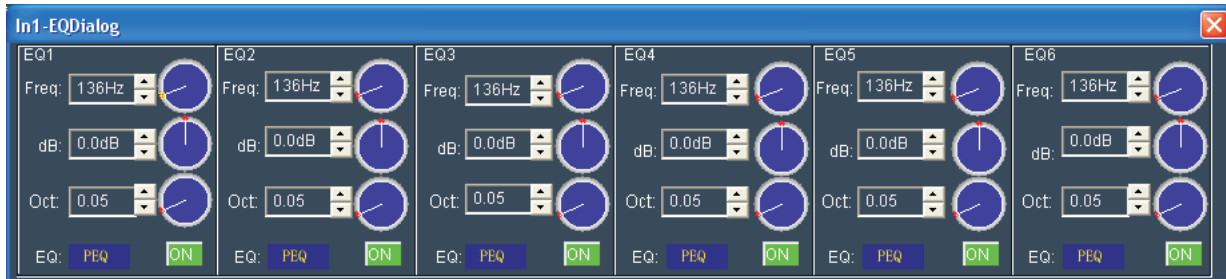 In1-EQDialog
EQ1 EQ2 EQ3 EQ4 EQ5 EQ6
Freq: 136Hz Freq: 136Hz Freq: 136Hz Freq: 136Hz Freq: 136Hz Freq: 136Hz
dB: 0.0dB dB: 0.0dB dB: 0.0dB dB: 0.0dB dB: 0.0dB dB: 0.0dB
Oct: 0.05 Oct: 0.05 Oct: 0.05 Oct: 0.05 Oct: 0.05 Oct: 0.05
EQ: PEQ ON EQ: PEQ ON EQ: PEQ ON EQ: PEQ ON EQ: PEQ ON EQ: PEQ ON